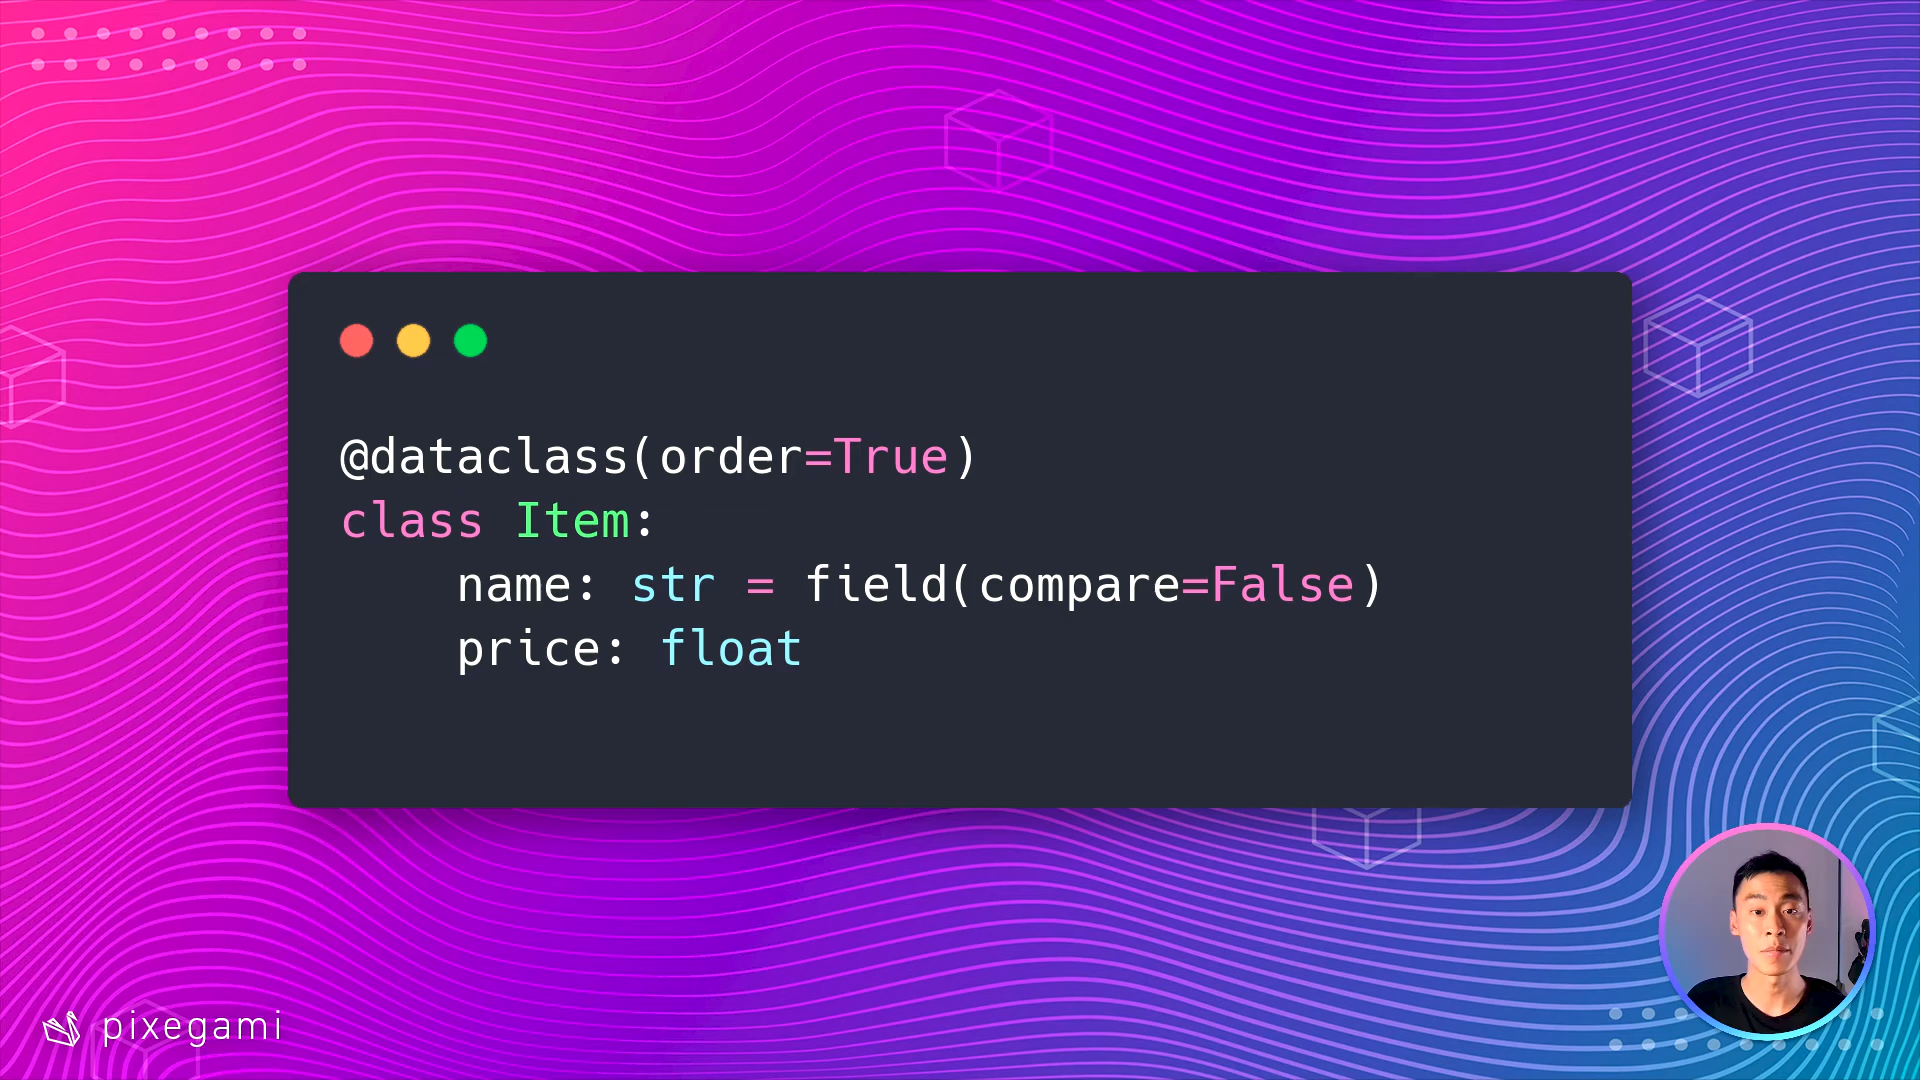 @dataclass(order=True)
class Item:
    name: str = field(compare=False)
    price: float
pixegami